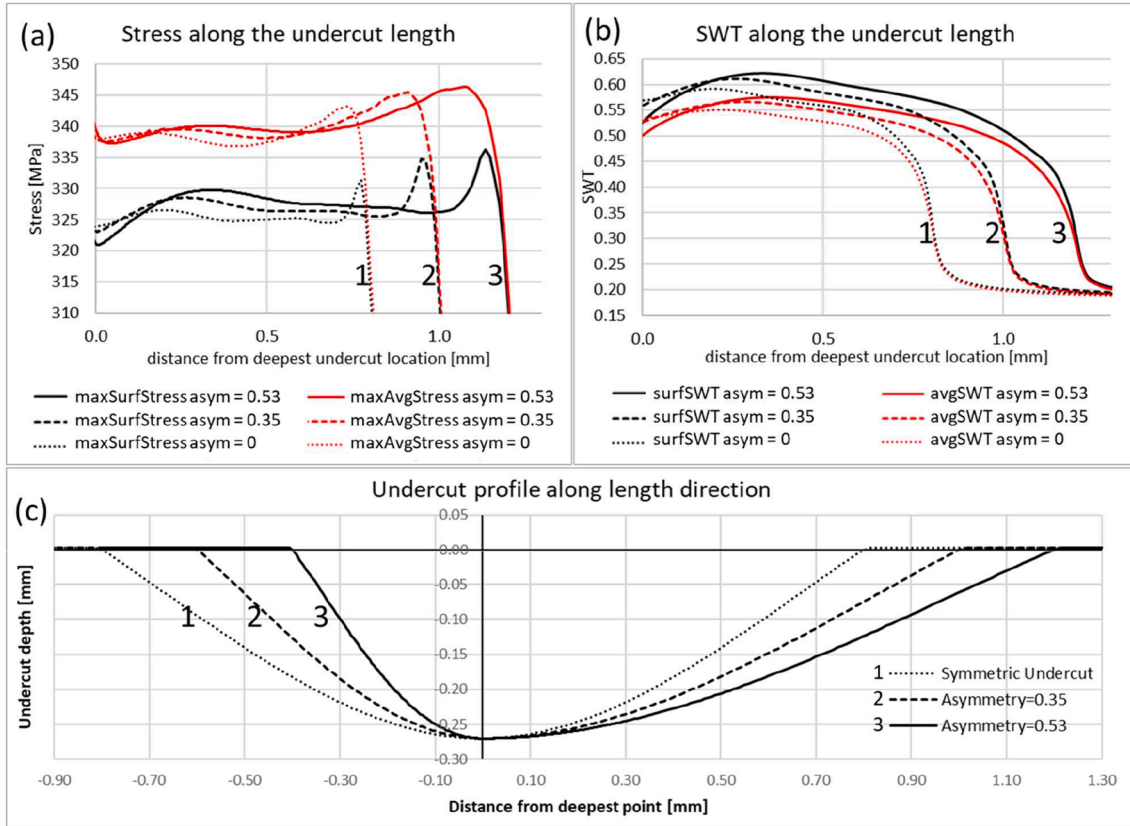 (a)
Stress along the undercut length
350
345
340
335
330
325
320
315
310
Stress [MPa]
1
2
3
0.0
0.5
1.0
distance from deepest undercut location [mm]
maxSurfStress asym = 0.53
maxAvgStress asym = 0.53
maxSurfStress asym = 0.35
maxAvgStress asym = 0.35
maxSurfStress asym = 0
maxAvgStress asym = 0
(b)
SWT along the undercut length
0.65
0.60
0.55
0.50
0.45
0.40
0.35
0.30
0.25
0.20
0.15
SWT
1
2
3
0.0
0.5
1.0
distance from deepest undercut location [mm]
surfSWT asym = 0.53
avgSWT asym = 0.53
surfSWT asym = 0.35
avgSWT asym = 0.35
surfSWT asym = 0
avgSWT asym = 0
(c)
Undercut profile along length direction
0.05
0.00
-0.05
-0.10
-0.15
-0.20
-0.25
-0.30
Undercut depth [mm]
1
2
3
1 Symmetric Undercut
2 Asymmetry=0.35
3 Asymmetry=0.53
-0.90
-0.70
-0.50
-0.30
-0.10
0.10
0.30
0.50
0.70
0.90
1.10
1.30
Distance from deepest point [mm]